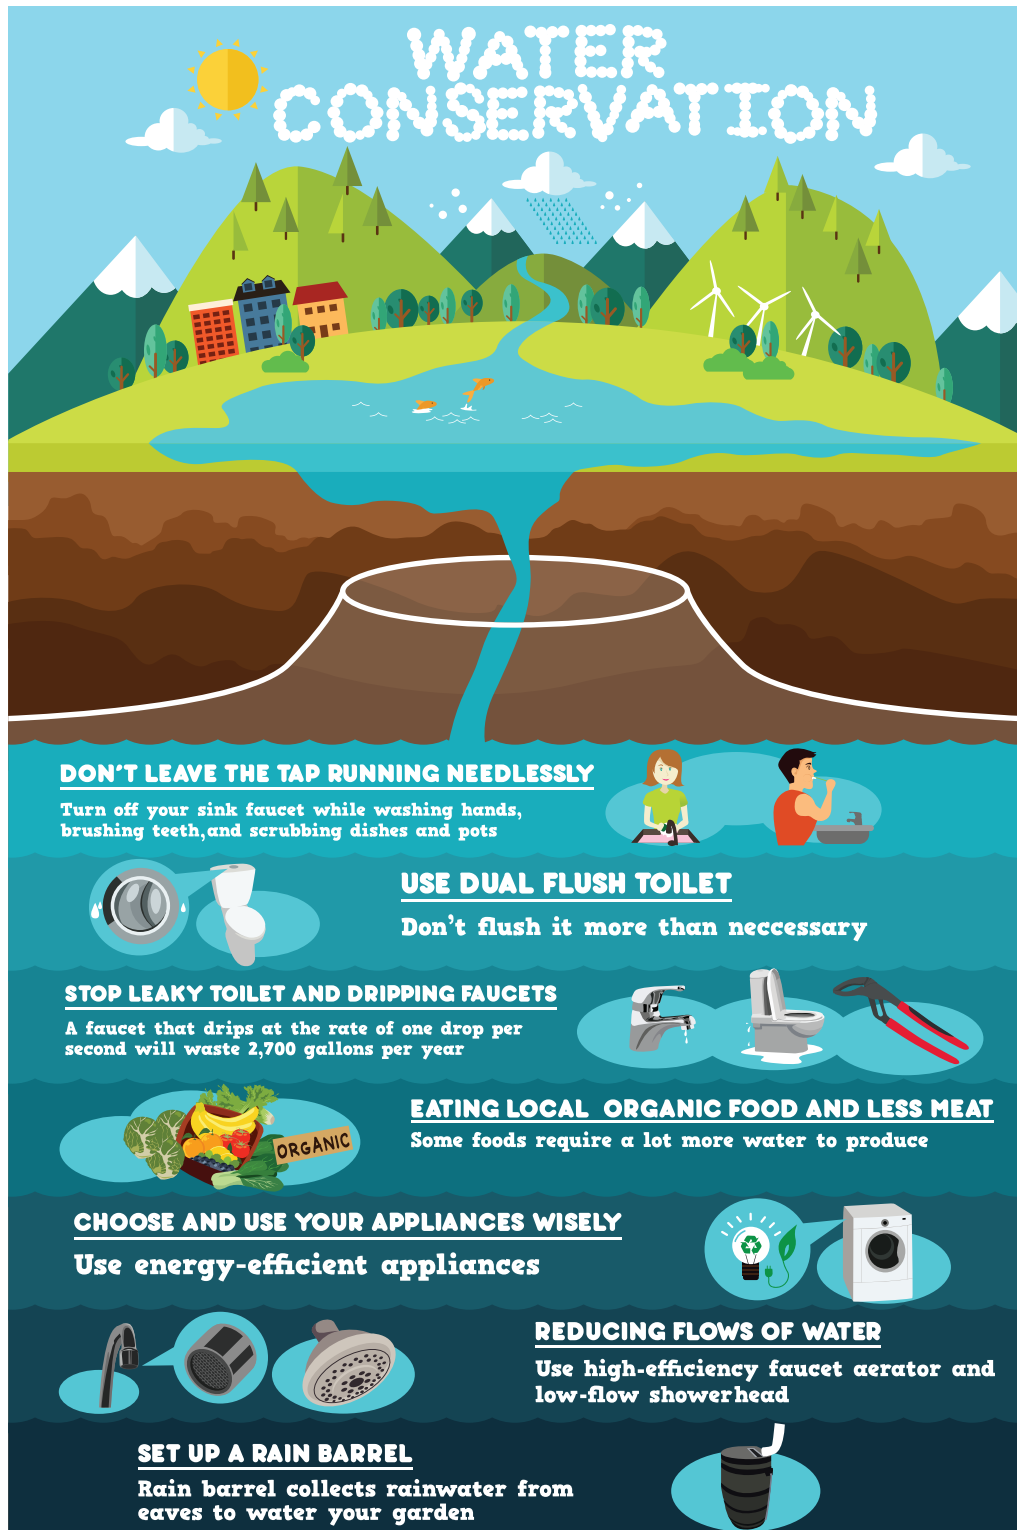 WATER
CONSERVATION
DON'T LEAVE THE TAP RUNNING NEEDLESSLY
Turn off your sink faucet while washing hands,
brushing teeth,and scrubbing dishes and pots
USE DUAL FLUSH TOILET
Don't flush it more than neccessary
STOP LEAKY TOILET AND DRIPPING FAUCETS
A faucet that drips at the rate of one drop per
second will waste 2,700 gallons per year
EATING LOCAL ORGANIC FOOD AND LESS MEAT
Some foods require a lot more water to produce
ORGANIC
CHOOSE AND USE YOUR APPLIANCES WISELY
Use energy-efficient appliances
REDUCING FLOWS OF WATER
Use high-efficiency faucet aerator and
low-flow showerhead
SET UP A RAIN BARREL
Rain barrel collects rainwater from
eaves to water your garden